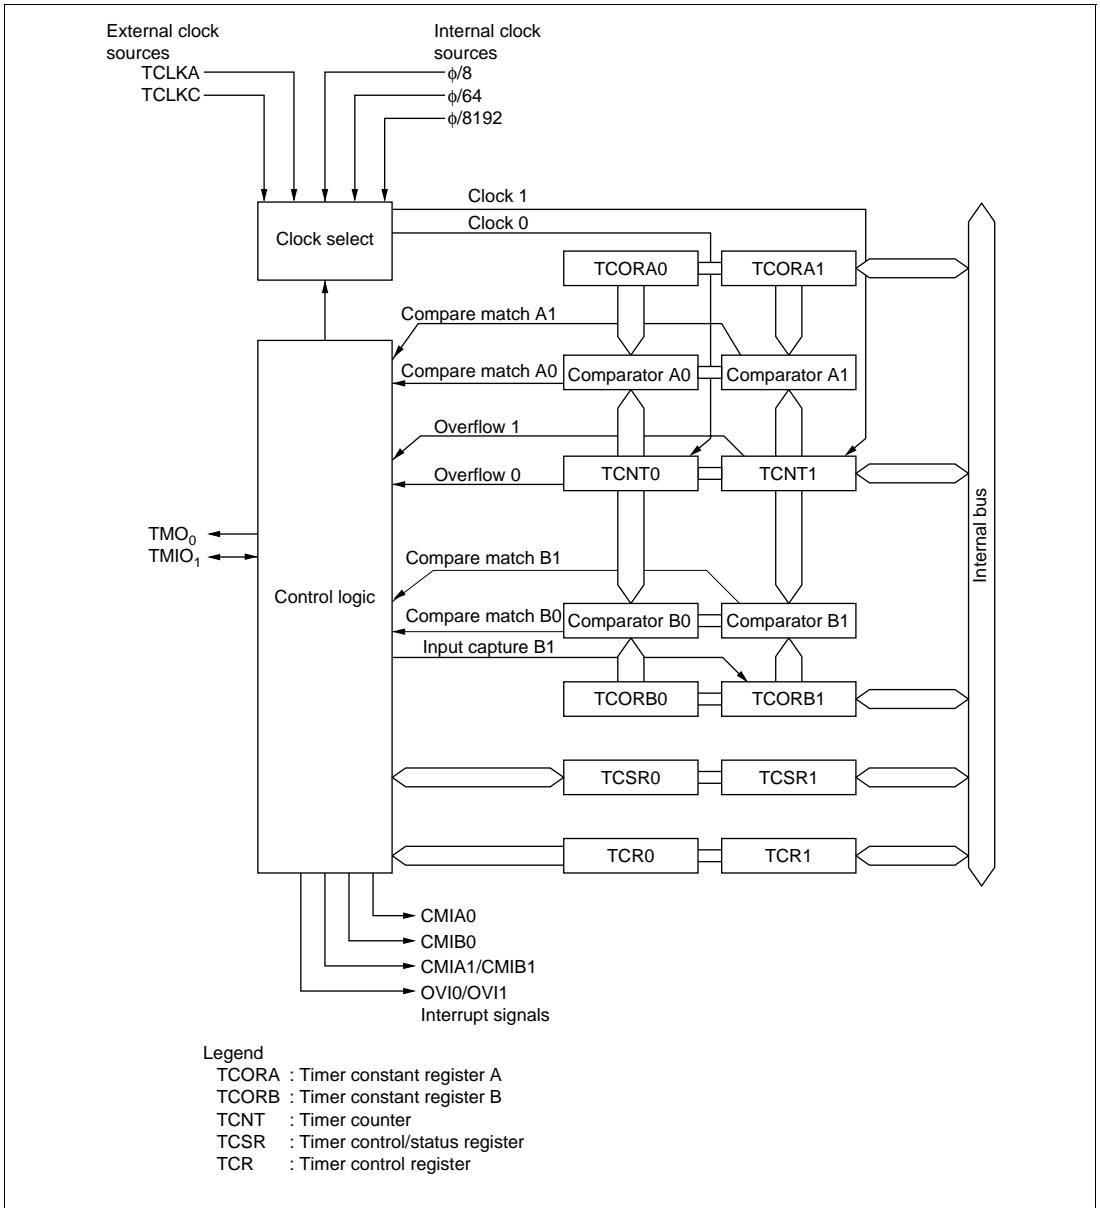 External clock
sources
Internal clock
sources
TCLKA
TCLKC
ϕ/8
ϕ/64
ϕ/8192
Clock 1
Clock 0
Clock select
TCORA0
TCORA1
Compare match A1
Compare match A0
Comparator A0
Comparator A1
Overflow 1
Overflow 0
TCNT0
TCNT1
Internal bus
TMO0
TMIO1
Control logic
Compare match B1
Compare match B0
Comparator B0
Comparator B1
Input capture B1
TCORB0
TCORB1
TCSR0
TCSR1
TCR0
TCR1
CMIA0
CMIB0
CMIA1/CMIB1
OVI0/OVI1
Interrupt signals
Legend
TCORA : Timer constant register A
TCORB : Timer constant register B
TCNT : Timer counter
TCSR : Timer control/status register
TCR : Timer control register